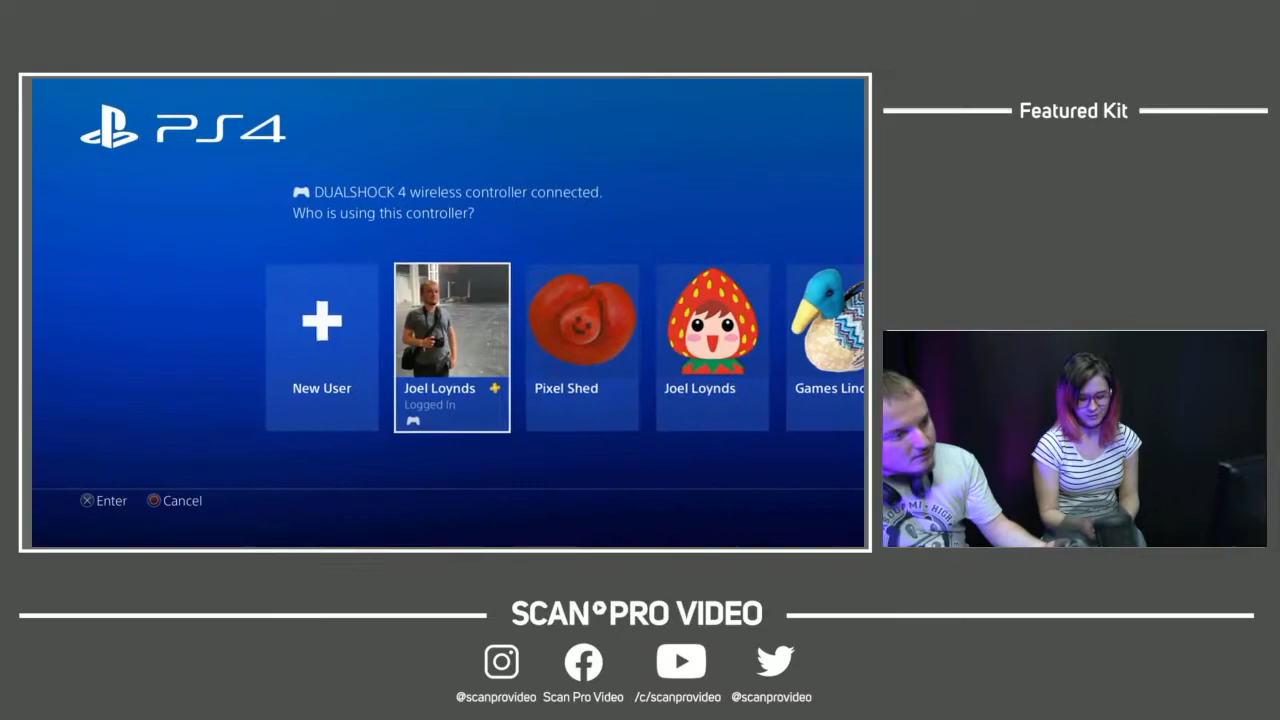 PS4
DUALSHOCK 4 wireless controller connected.
Who is using this controller?
New User
Joel Loynds
Logged In
Pixel Shed
Joel Loynds
Games Linc
Enter
Cancel
Featured Kit
SCAN PRO VIDEO
@scanprovideo
Scan Pro Video
/c/scanprovideo
@scanprovideo